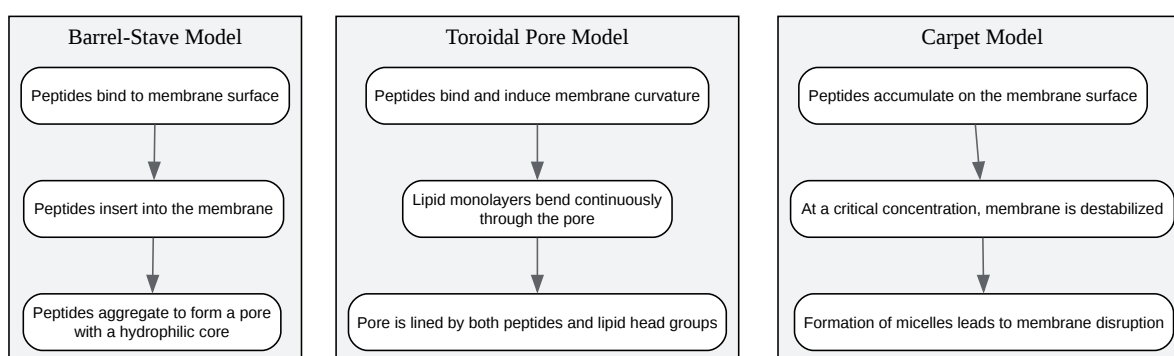 Barrel-Stave Model
Peptides bind to membrane surface
Peptides insert into the membrane
Peptides aggregate to form a pore
with a hydrophilic core
Toroidal Pore Model
Peptides bind and induce membrane curvature
Lipid monolayers bend continuously
through the pore
Pore is lined by both peptides and lipid head groups
Carpet Model
Peptides accumulate on the membrane surface
At a critical concentration, membrane is destabilized
Formation of micelles leads to membrane disruption